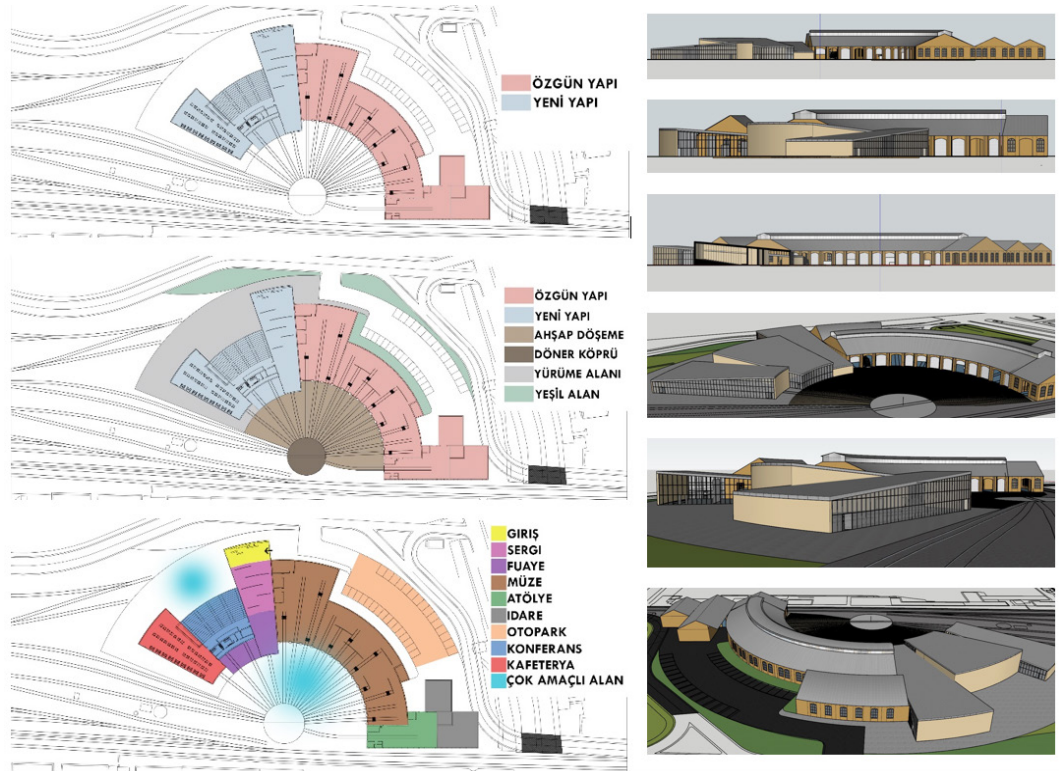 ÖZGÜN YAPI
YENİ YAPI
ÖZGÜN YAPI
YENİ YAPI
AHŞAP DÖŞEME
DÖNER KÖPRÜ
YÜRÜME ALANI
YEŞİL ALAN
GIRIŞ
SERGI
FUAYE
MÜZE
ATÖLYE
IDARE
OTOPARK
KONFERANS
KAFETERYA
ÇOK AMAÇLI ALAN